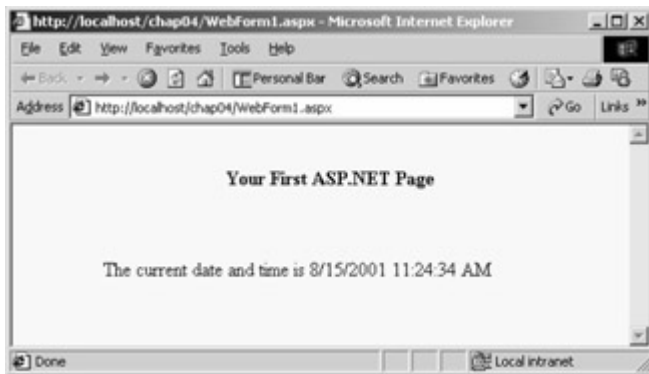 http://localhost/chap04/WebForm1.aspx - Microsoft Internet Explorer
File Edit View Favorites Tools Help
Back Personal Bar Search Favorites
Address http://localhost/chap04/WebForm1.aspx Go Links »
Your First ASP.NET Page
The current date and time is 8/15/2001 11:24:34 AM
Done Local intranet